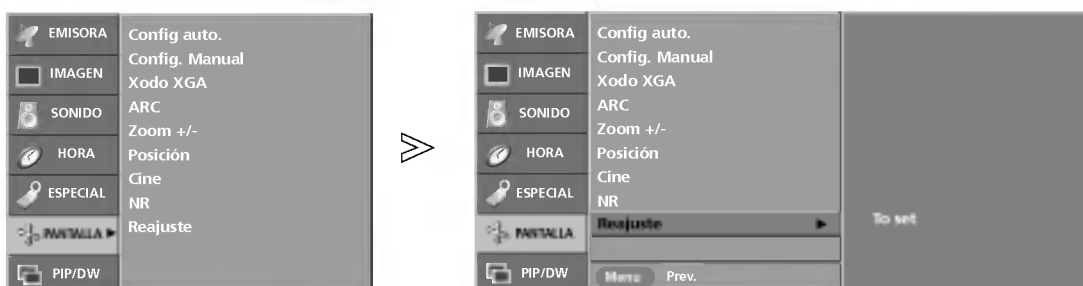 EMISORA
IMAGEN
SONIDO
HORA
ESPECIAL
PANTALLA
PIP/DW
Config auto.
Config. Manual
Xodo XGA
ARC
Zoom +/-
Posición
Cine
NR
Reajuste
EMISORA
IMAGEN
SONIDO
HORA
ESPECIAL
PANTALLA
PIP/DW
Config auto.
Config. Manual
Xodo XGA
ARC
Zoom +/-
Posición
Cine
NR
Reajuste
Menu Prev.
To set